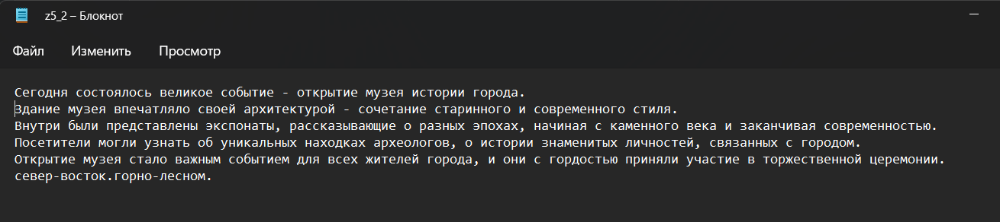 z5_2 – Блокнот
Файл Изменить Просмотр
Сегодня состоялось великое событие - открытие музея истории города.
Здание музея впечатляло своей архитектурой - сочетание старинного и современного стиля.
Внутри были представлены экспонаты, рассказывающие о разных эпохах, начиная с каменного века и заканчивая современностью.
Посетители могли узнать об уникальных находках археологов, о истории знаменитых личностей, связанных с городом.
Открытие музея стало важным событием для всех жителей города, и они с гордостью приняли участие в торжественной церемонии.
север-восток.горно-лесном.